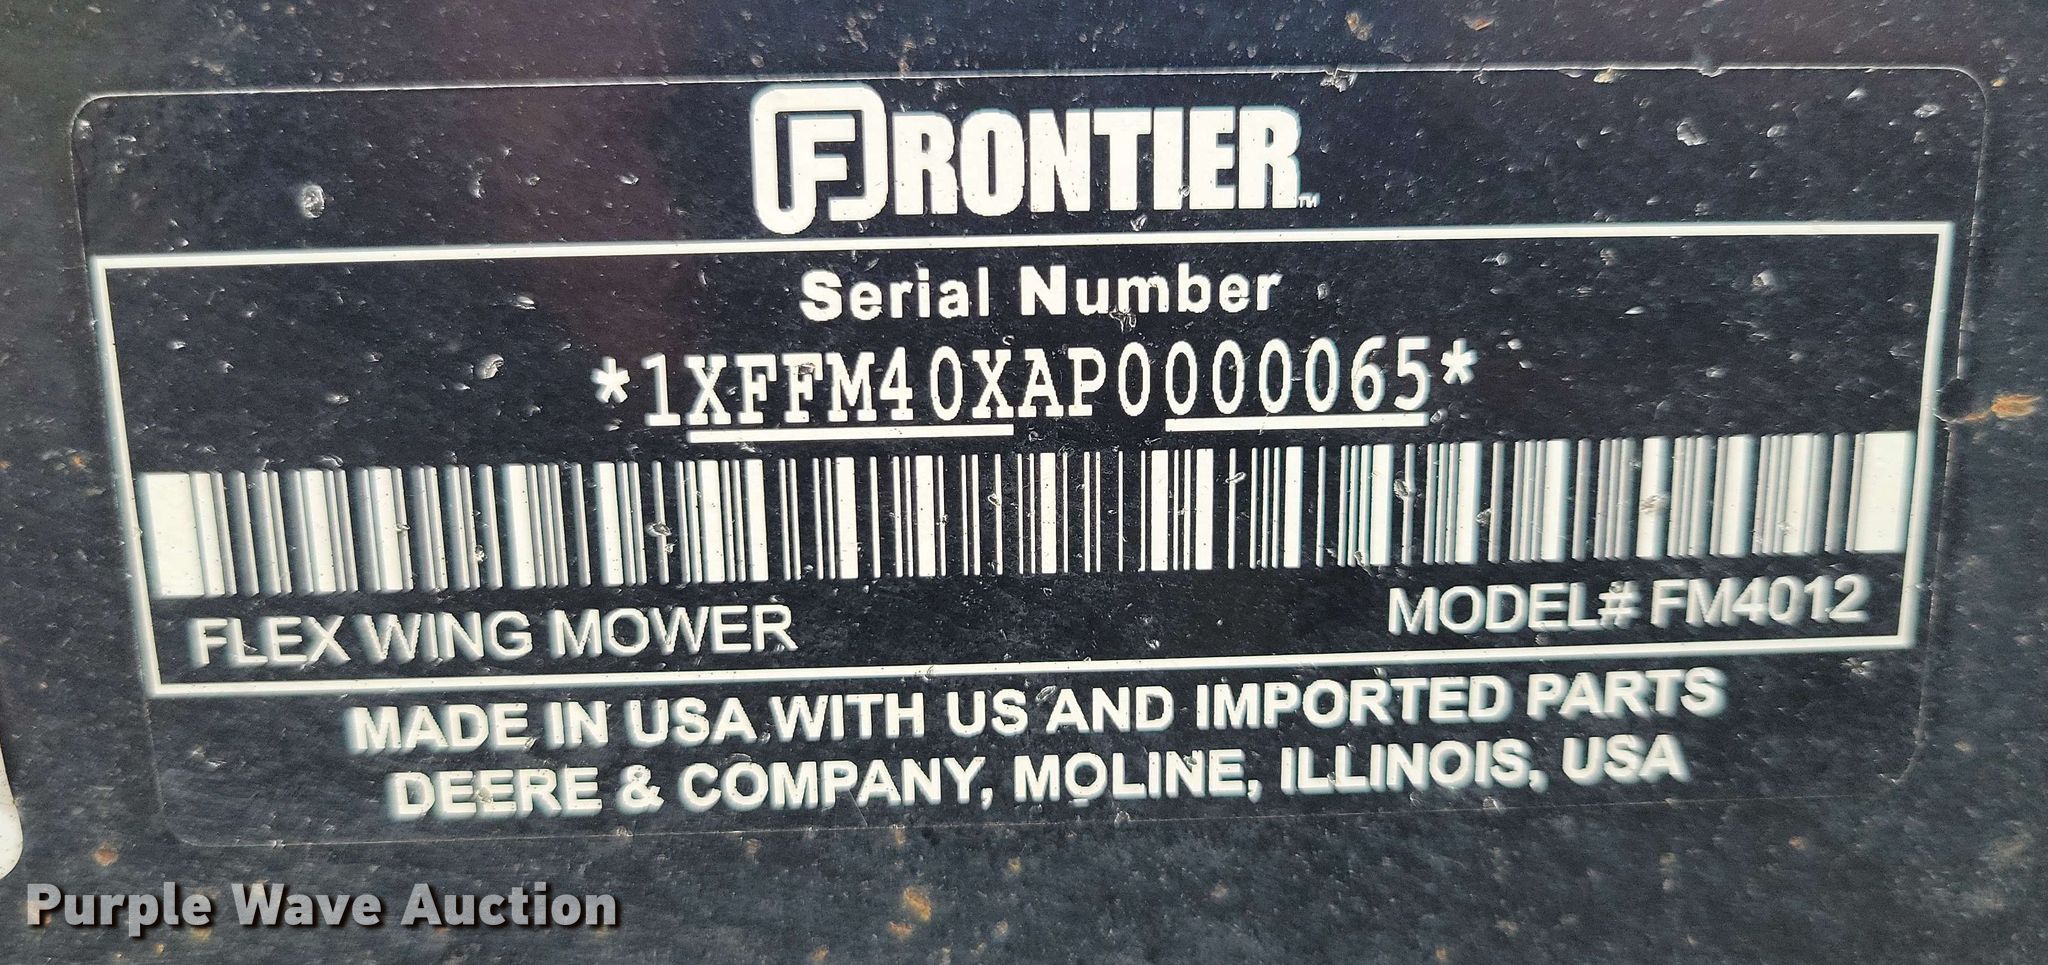 FRONTIER™
Serial Number
*1XFFM40XAP0000065*
FLEX WING MOWER MODEL# FM4012
MADE IN USA WITH US AND IMPORTED PARTS
DEERE & COMPANY, MOLINE, ILLINOIS, USA
Purple Wave Auction